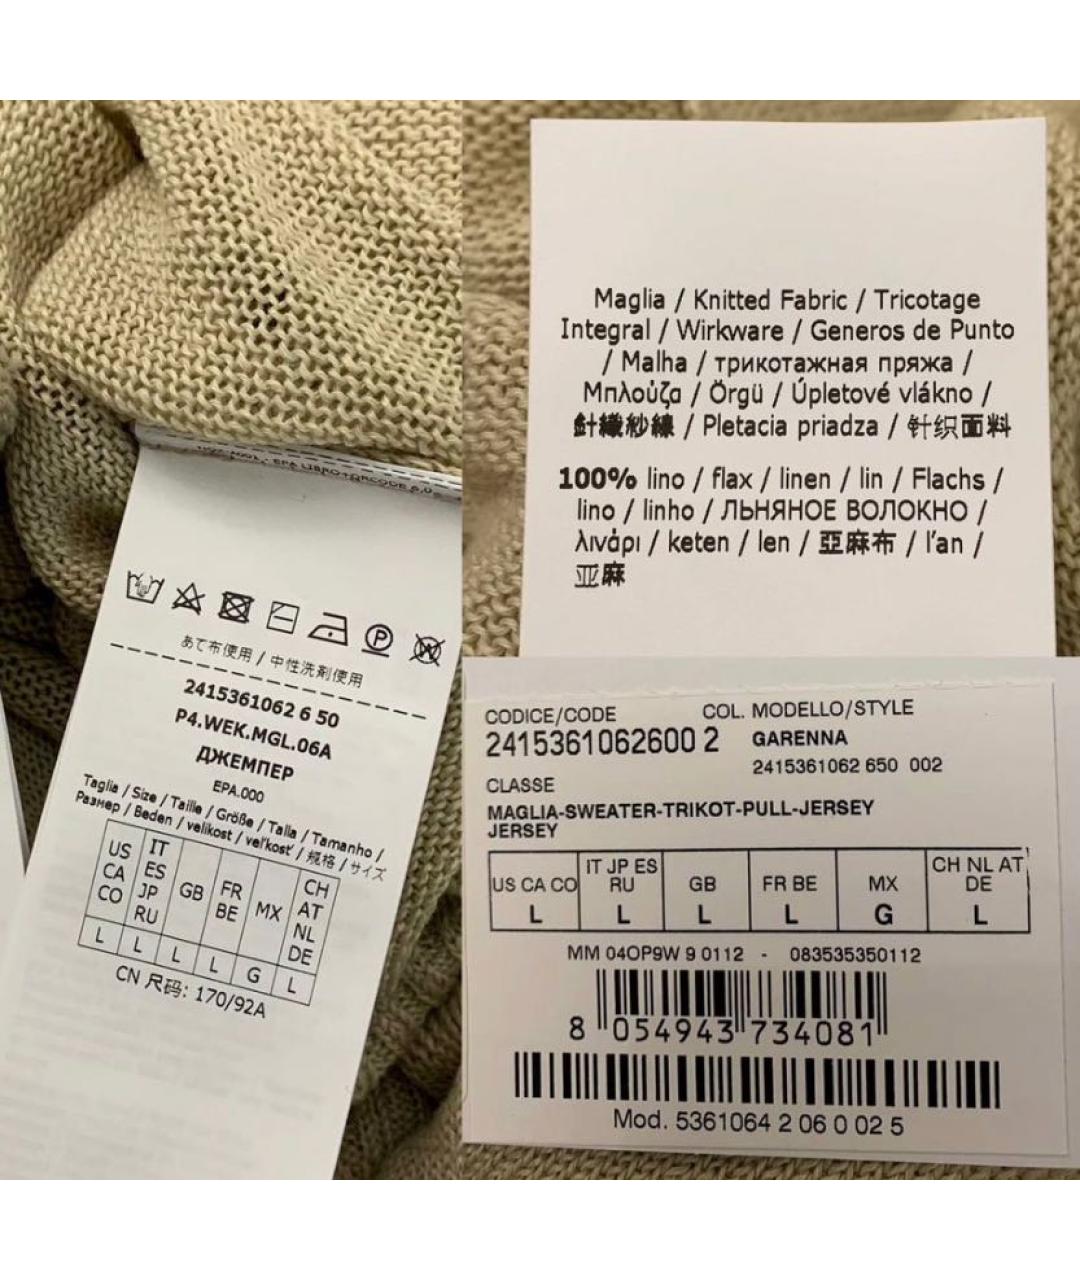 EPA LIBRO+QRCODE 6.0
あて布使用 / 中性洗剤使用
2415361062 6 50
P4.WEK.MGL.06A
ДЖЕМПЕР
EPA.000
Taglia / Size / Taille / Größe / Talla / Tamanho /
Размер / Beden / velikost / veľkosť / 規格 / サイズ
US CA CO IT ES JP RU GB FR BE MX CH AT NL DE
L L L L G L
CN 尺码: 170/92A
Maglia / Knitted Fabric / Tricotage
Integral / Wirkware / Generos de Punto
/ Malha / трикотажная пряжа /
Μπλούζα / Örgü / Úpletové vlákno /
針織紗線 / Pletacia priadza / 针织面料
100% lino / flax / linen / lin / Flachs /
lino / linho / ЛЬНЯНОЕ ВОЛОКНО /
λινάρι / keten / len / 亞麻布 / l'an /
亚麻
CODICE/CODE COL. MODELLO/STYLE
2415361062600 2 GARENNA
2415361062 650 002
CLASSE
MAGLIA-SWEATER-TRIKOT-PULL-JERSEY
JERSEY
US CA CO IT JP ES RU GB FR BE MX CH NL AT DE
L L L L G L
MM 04OP9W 9 0112 - 083535350112
8 054943 734081
Mod. 5361064 2 06 0 02 5